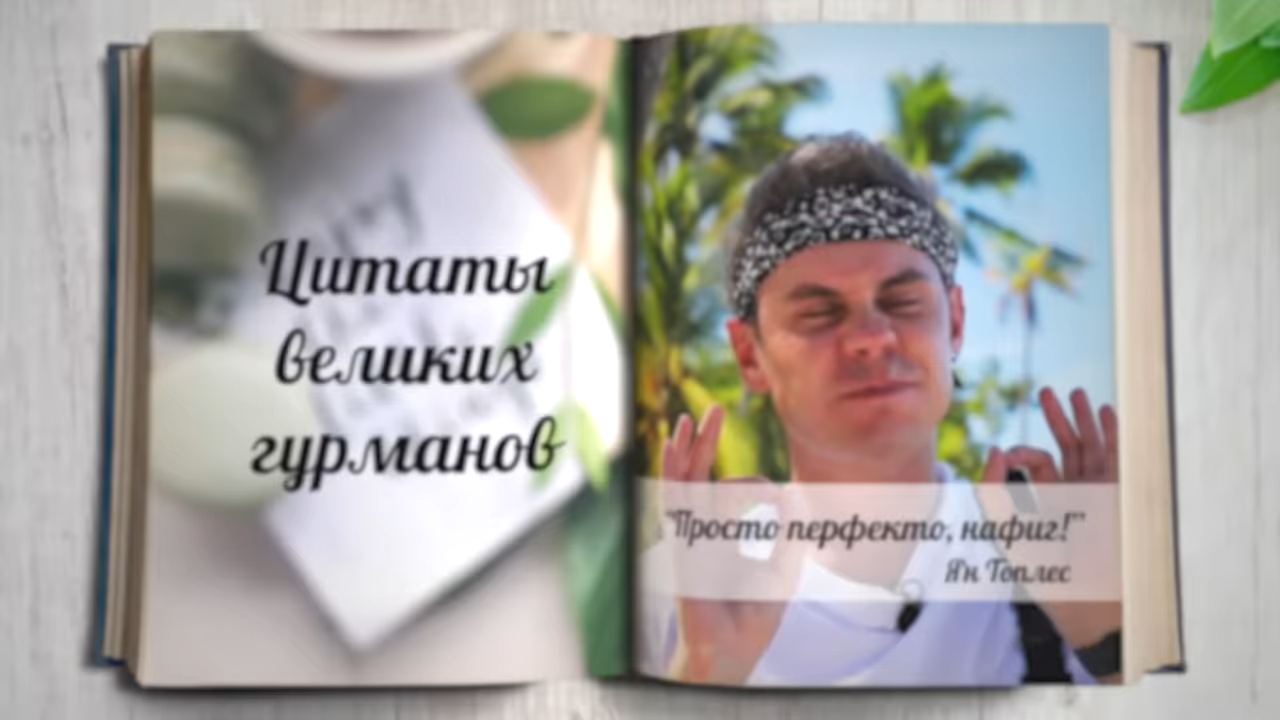 Цитаты
великих
гурманов
"Просто перфекто, нафиг!"
Ян Топлес